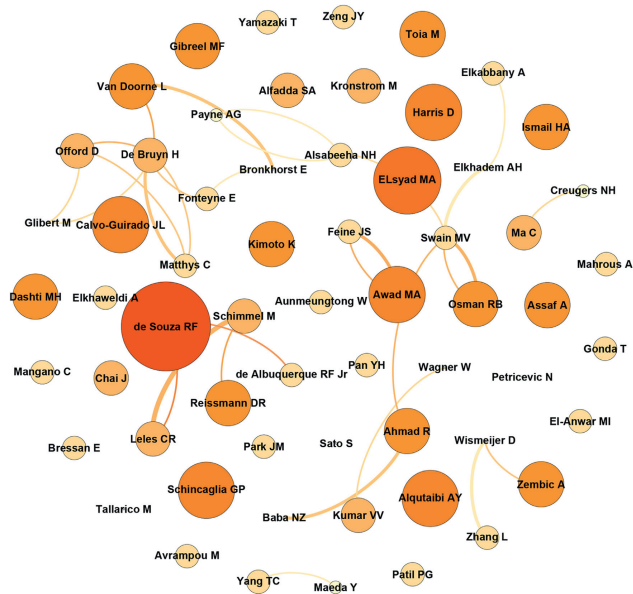 Yamazaki T
Zeng JY
Gibreel MF
Toia M
Elkabbany A
Van Doorne L
Alfadda SA
Kronstrom M
Payne AG
Harris D
Ismail HA
Offord D
De Bruyn H
Alsabeeha NH
Bronkhorst E
Elkhadem AH
ELsyad MA
Fonteyne E
Creugers NH
Glibert M
Calvo-Guirado JL
Feine JS
Swain MV
Ma C
Kimoto K
Matthys C
Mahrous A
Dashti MH
Elkhaweldi A
Aunmeungtong W
Awad MA
Osman RB
Assaf A
Schimmel M
de Souza RF
Gonda T
Mangano C
Chai J
de Albuquerque RF Jr
Pan YH
Wagner W
Petricevic N
Reissmann DR
El-Anwar MI
Leles CR
Ahmad R
Bressan E
Park JM
Sato S
Wismeijer D
Schincaglia GP
Zembic A
Alqutaibi AY
Tallarico M
Baba NZ
Kumar VV
Zhang L
Avrampou M
Yang TC
Maeda Y
Patil PG